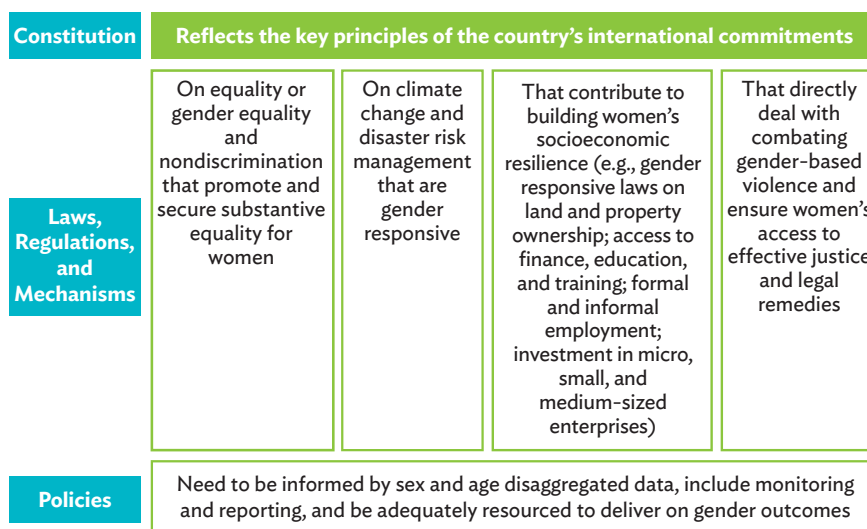 Constitution
Reflects the key principles of the country’s international commitments
Laws,
Regulations,
and
Mechanisms
On equality or
gender equality
and
nondiscrimination
that promote and
secure substantive
equality for
women
On climate
change and
disaster risk
management
that are
gender
responsive
That contribute to
building women’s
socioeconomic
resilience (e.g., gender
responsive laws on
land and property
ownership; access to
finance, education,
and training; formal
and informal
employment;
investment in micro,
small, and
medium-sized
enterprises)
That directly
deal with
combating
gender-based
violence and
ensure women’s
access to
effective justice
and legal
remedies
Policies
Need to be informed by sex and age disaggregated data, include monitoring
and reporting, and be adequately resourced to deliver on gender outcomes